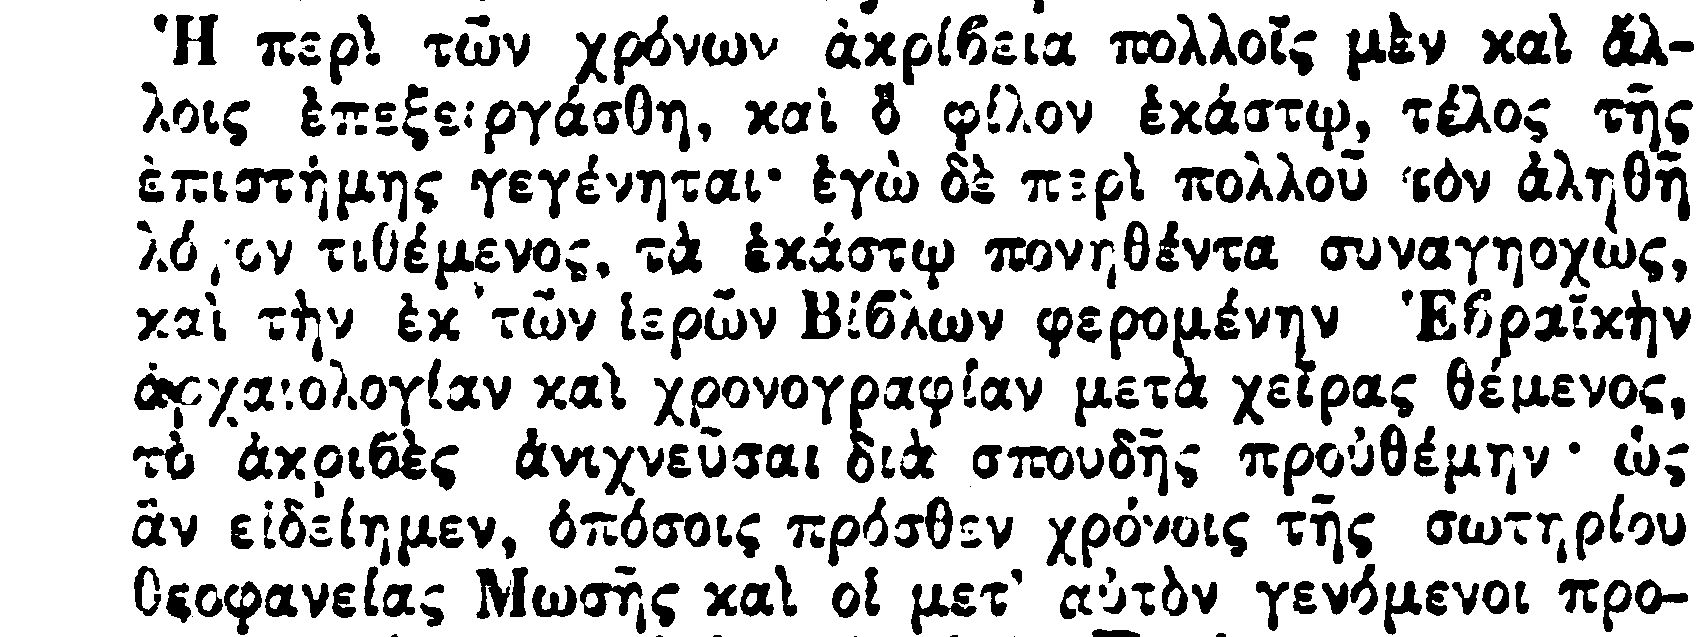 Ἡ περὶ τῶν χρόνων ἀκρίβεια πολλοῖς μὲν καὶ ἄλ-
λοις ἐπεξειργάσθη, καὶ ὃ φίλον ἑκάστῳ, τέλος τῆς
ἐπιστήμης γεγένηται· ἐγὼ δὲ περὶ πολλοῦ τὸν ἀληθῆ
λόγον τιθέμενος, τὰ ἑκάστῳ πονηθέντα συναγηοχὼς,
καὶ τὴν ἐκ τῶν ἱερῶν Βίβλων φερομένην Ἑβραϊκὴν
ἀρχαιολογίαν καὶ χρονογραφίαν μετὰ χεῖρας θέμενος,
τὸ ἀκριβὲς ἀνιχνεῦσαι διὰ σπουδῆς προὐθέμην· ὡς
ἂν εἰδείημεν, ὁπόσοις πρόσθεν χρόνοις τῆς σωτηρίου
θεοφανείας Μωσῆς καὶ οἱ μετ' αὐτὸν γενόμενοι προ-